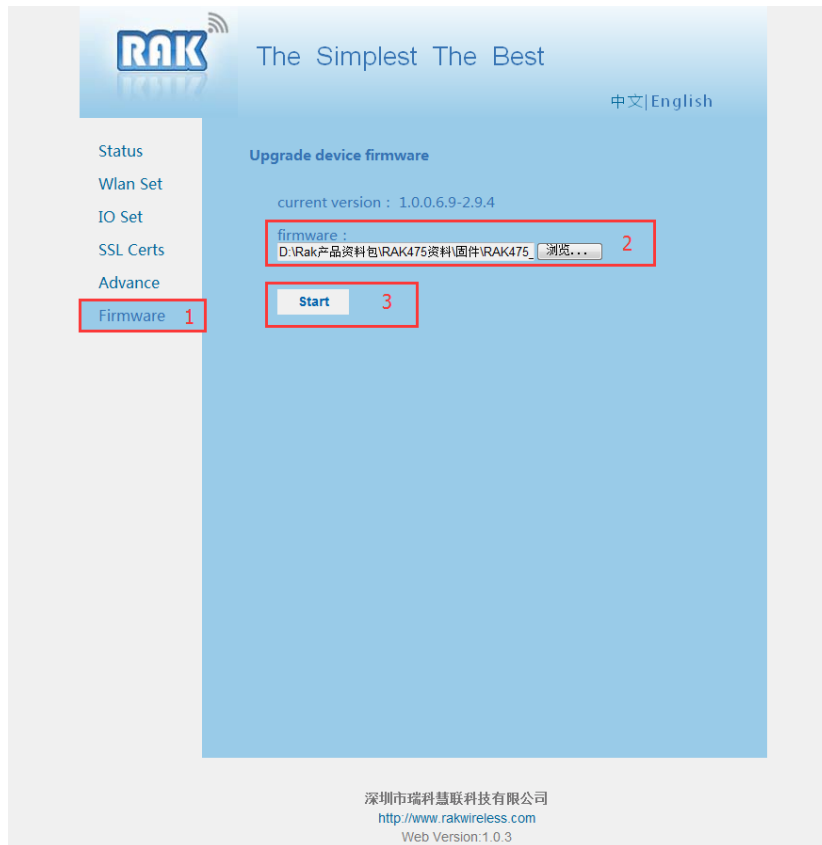 RAK
The Simplest The Best
中文|English
Status
Wlan Set
IO Set
SSL Certs
Advance
Firmware 1
Upgrade device firmware
current version : 1.0.0.6.9-2.9.4
firmware :
D:\Rak产品资料包\RAK475资料\固件\RAK475_ 浏览... 2
Start 3
深圳市瑞科慧联科技有限公司
http://www.rakwireless.com
Web Version:1.0.3